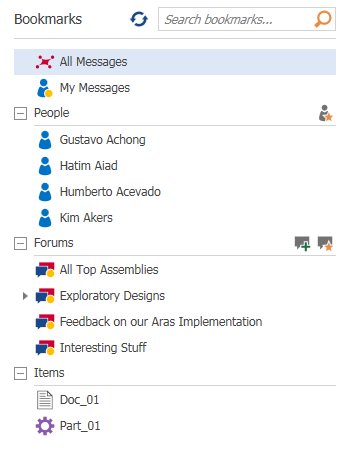 Bookmarks
Search bookmarks...
All Messages
My Messages
People
Gustavo Achong
Hatim Aiad
Humberto Acevado
Kim Akers
Forums
All Top Assemblies
Exploratory Designs
Feedback on our Aras Implementation
Interesting Stuff
Items
Doc_01
Part_01